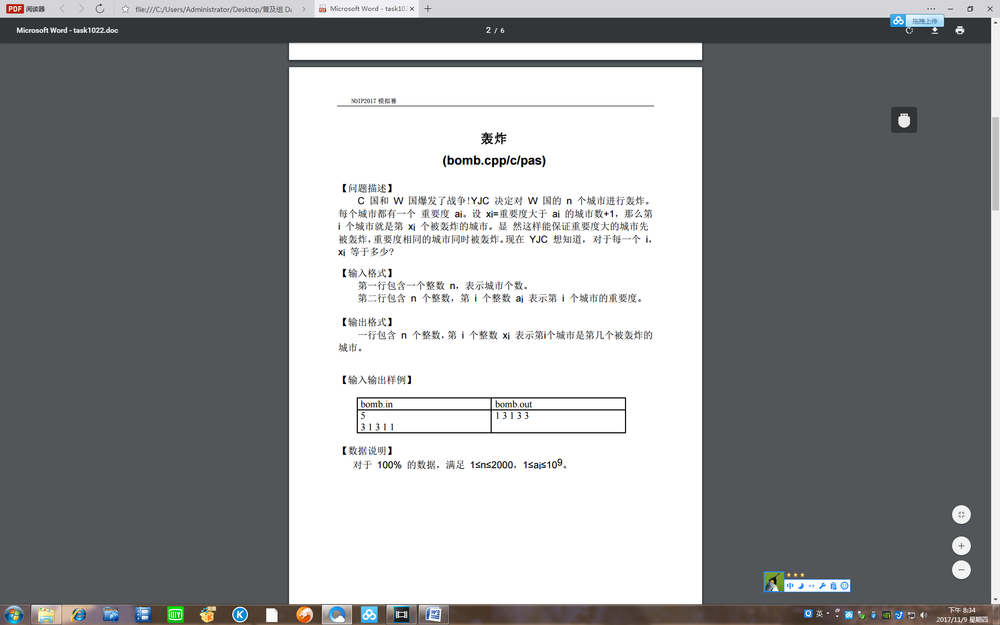 PDF 阅读器
file:///C:/Users/Administrator/Desktop/普及组 Da
Microsoft Word - task102
拖拽上传
Microsoft Word - task1022.doc
2 / 6
NOIP2017 模拟赛
轰炸
(bomb.cpp/c/pas)
【问题描述】
C 国和 W 国爆发了战争!YJC 决定对 W 国的 n 个城市进行轰炸。
每个城市都有一个 重要度 ai。设 xi=重要度大于 ai 的城市数+1，那么第
i 个城市就是第 xi 个被轰炸的城市。显 然这样能保证重要度大的城市先
被轰炸，重要度相同的城市同时被轰炸。现在 YJC 想知道，对于每一个 i，
xi 等于多少?
【输入格式】
第一行包含一个整数 n，表示城市个数。
第二行包含 n 个整数，第 i 个整数 ai 表示第 i 个城市的重要度。
【输出格式】
一行包含 n 个整数，第 i 个整数 xi 表示第i个城市是第几个被轰炸的
城市。
【输入输出样例】
bomb.in bomb.out
5 1 3 1 3 3
3 1 3 1 1
【数据说明】
对于 100% 的数据，满足 1≤n≤2000，1≤ai≤10^9。
中
QIYI
无损
K
英
下午 8:34
2017/11/9 星期四